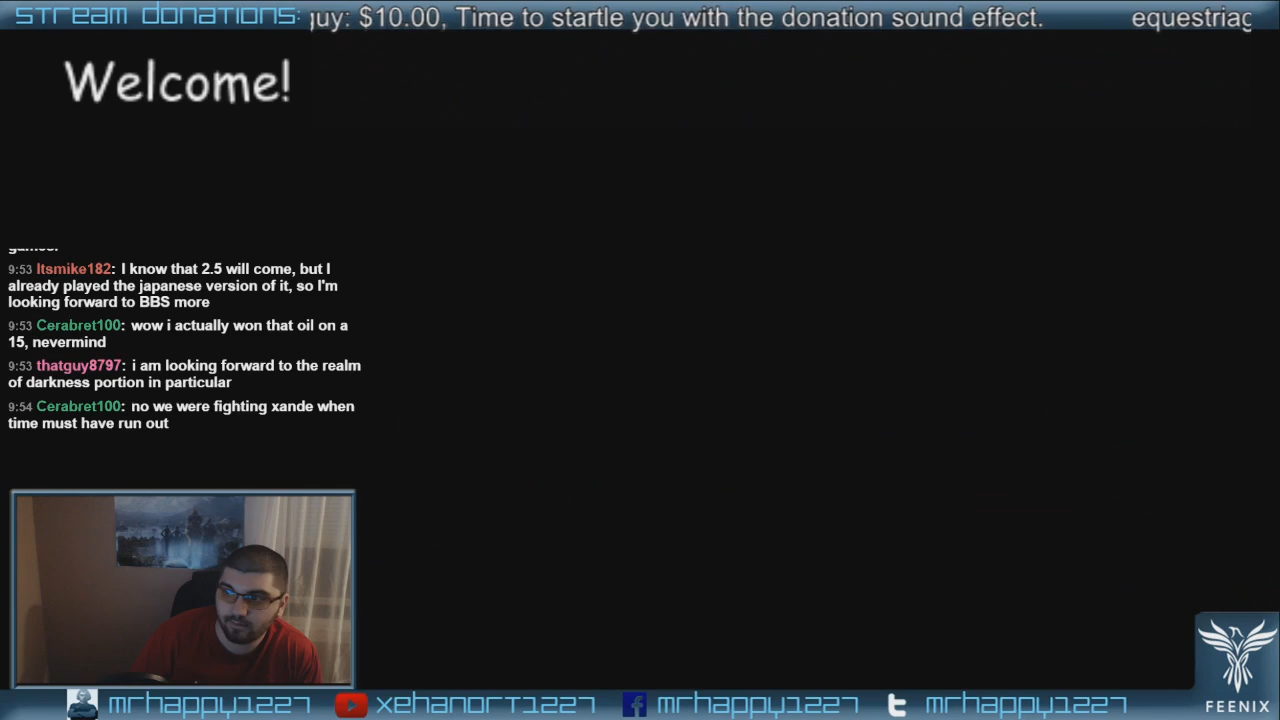 stream donations:
guy: $10.00, Time to startle you with the donation sound effect. equestriag
Welcome!
games.
9:53 Itsmike182: I know that 2.5 will come, but I
already played the japanese version of it, so I'm
looking forward to BBS more
9:53 Cerabret100: wow i actually won that oil on a
15, nevermind
9:53 thatguy8797: i am looking forward to the realm
of darkness portion in particular
9:54 Cerabret100: no we were fighting xande when
time must have run out
mrhappy1227 xehanort1227 mrhappy1227 mrhappy1227
FEENIX